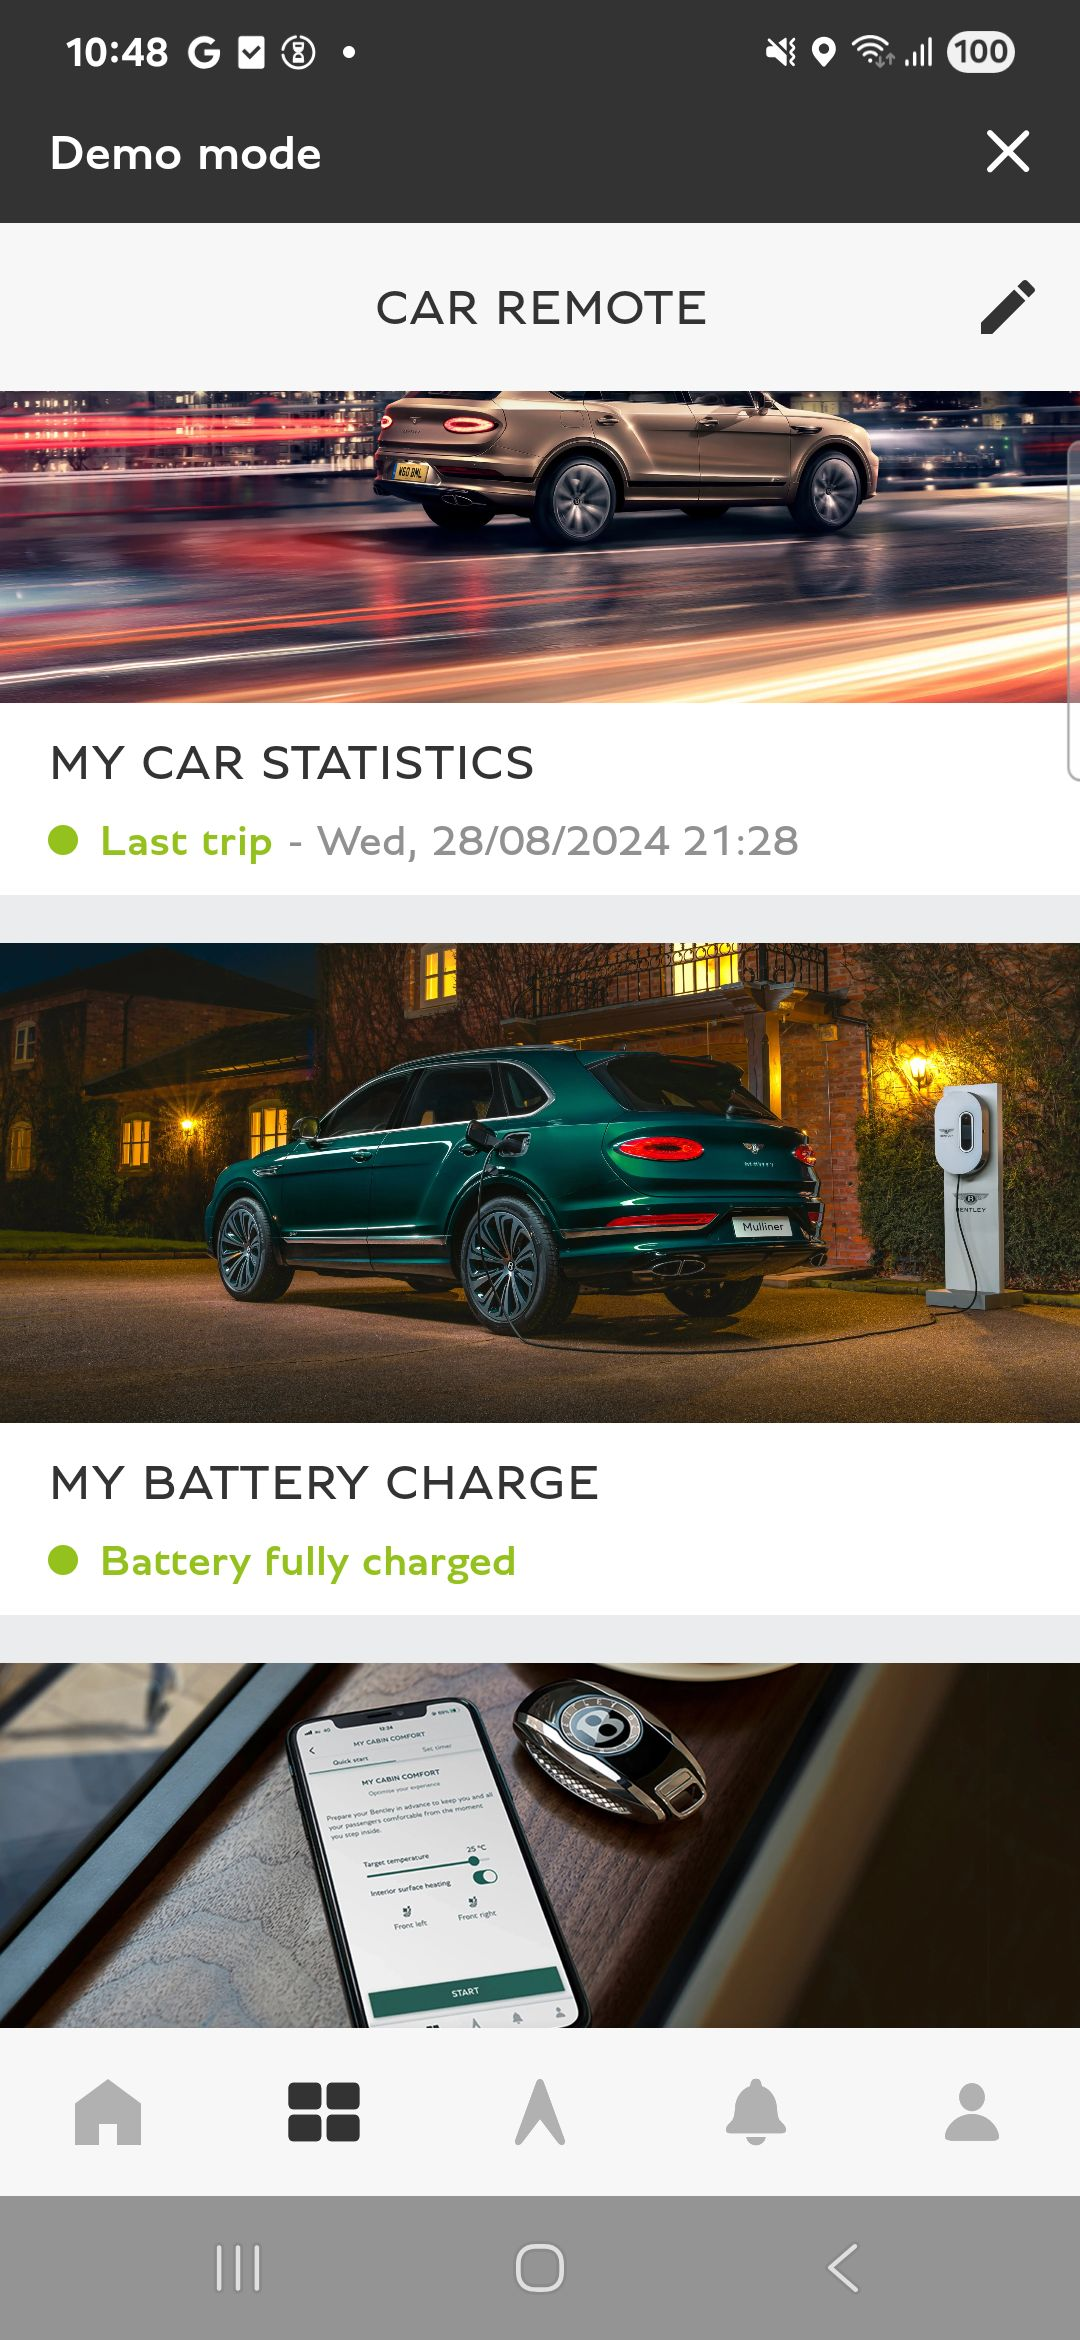 10:48
100
Demo mode
CAR REMOTE
MY CAR STATISTICS
Last trip - Wed, 28/08/2024 21:28
BENTLEY
Mulliner
MY BATTERY CHARGE
Battery fully charged
12:24
MY CABIN COMFORT
Quick start Set timer
MY CABIN COMFORT
Optimise your experience
Prepare your Bentley in advance to keep you and all
your passengers comfortable from the moment
you step inside.
25 °C
Target temperature
Interior surface heating
Front left Front right
START